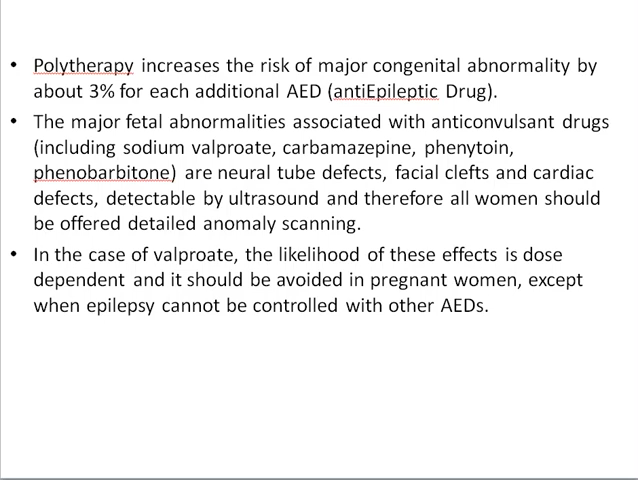 • Polytherapy increases the risk of major congenital abnormality by
about 3% for each additional AED (antiEpileptic Drug).
• The major fetal abnormalities associated with anticonvulsant drugs
(including sodium valproate, carbamazepine, phenytoin,
phenobarbitone) are neural tube defects, facial clefts and cardiac
defects, detectable by ultrasound and therefore all women should
be offered detailed anomaly scanning.
• In the case of valproate, the likelihood of these effects is dose
dependent and it should be avoided in pregnant women, except
when epilepsy cannot be controlled with other AEDs.